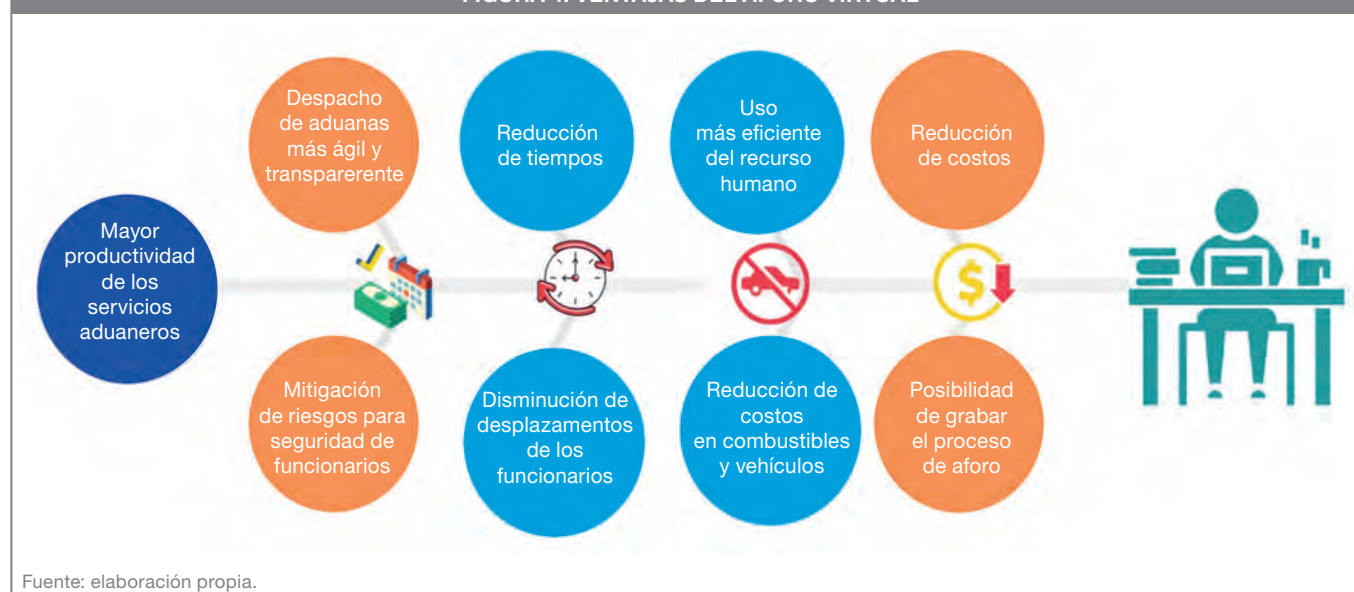 Despacho
de aduanas
más ágil y
transparerente
Reducción
de tiempos
Uso
más eficiente
del recurso
humano
Reducción
de costos
Mayor
productividad
de los
servicios
aduaneros
$
Mitigación
de riesgos para
seguridad de
funcionarios
Disminución de
desplazamentos
de los
funcionarios
Reducción de
costos
en combustibles
y vehículos
Posibilidad
de grabar
el proceso
de aforo
Fuente: elaboración propia.